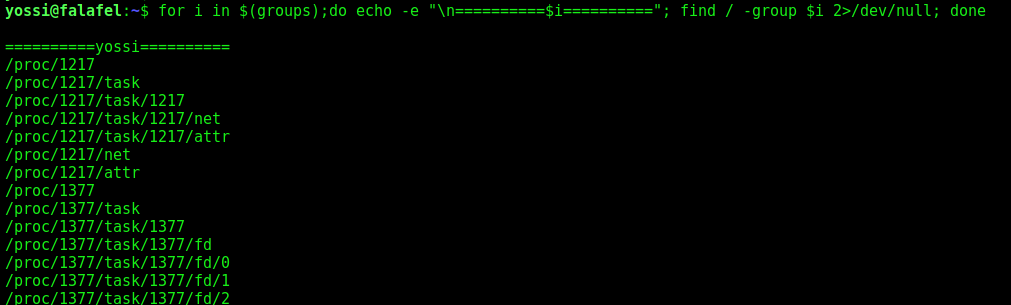 yossi@falafel:~$ for i in $(groups);do echo -e "\n==========$i=========="; find / -group $i 2>/dev/null; done
==========yossi==========
/proc/1217
/proc/1217/task
/proc/1217/task/1217
/proc/1217/task/1217/net
/proc/1217/task/1217/attr
/proc/1217/net
/proc/1217/attr
/proc/1377
/proc/1377/task
/proc/1377/task/1377
/proc/1377/task/1377/fd
/proc/1377/task/1377/fd/0
/proc/1377/task/1377/fd/1
/proc/1377/task/1377/fd/2